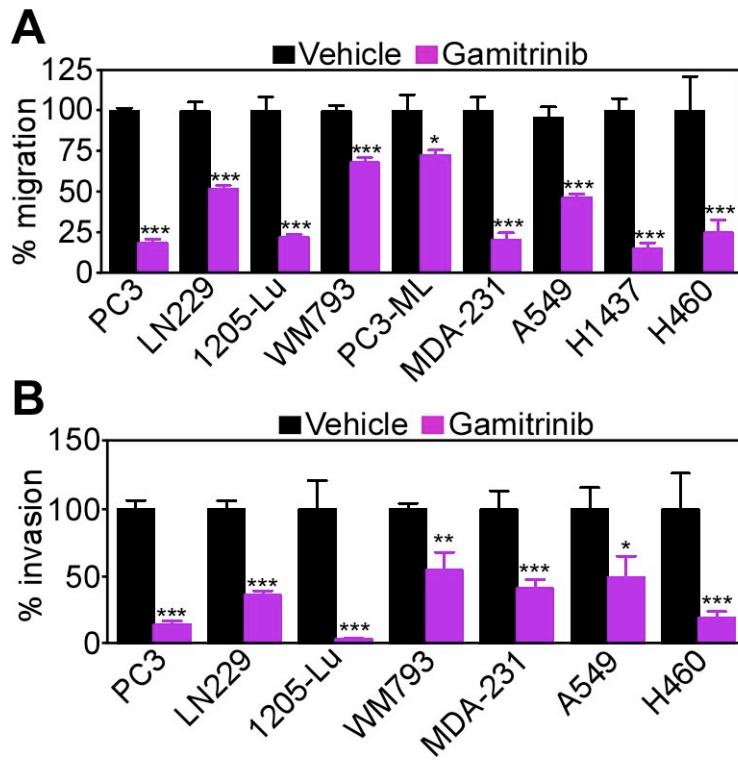 A
Vehicle Gamitrinib
% migration
125
100
75
50
25
0
***
***
***
***
*
***
***
***
***
PC3
LN229
1205-Lu
WM793
PC3-ML
MDA-231
A549
H1437
H460
B
Vehicle Gamitrinib
% invasion
150
100
50
0
***
***
***
**
***
*
***
PC3
LN229
1205-Lu
WM793
MDA-231
A549
H460